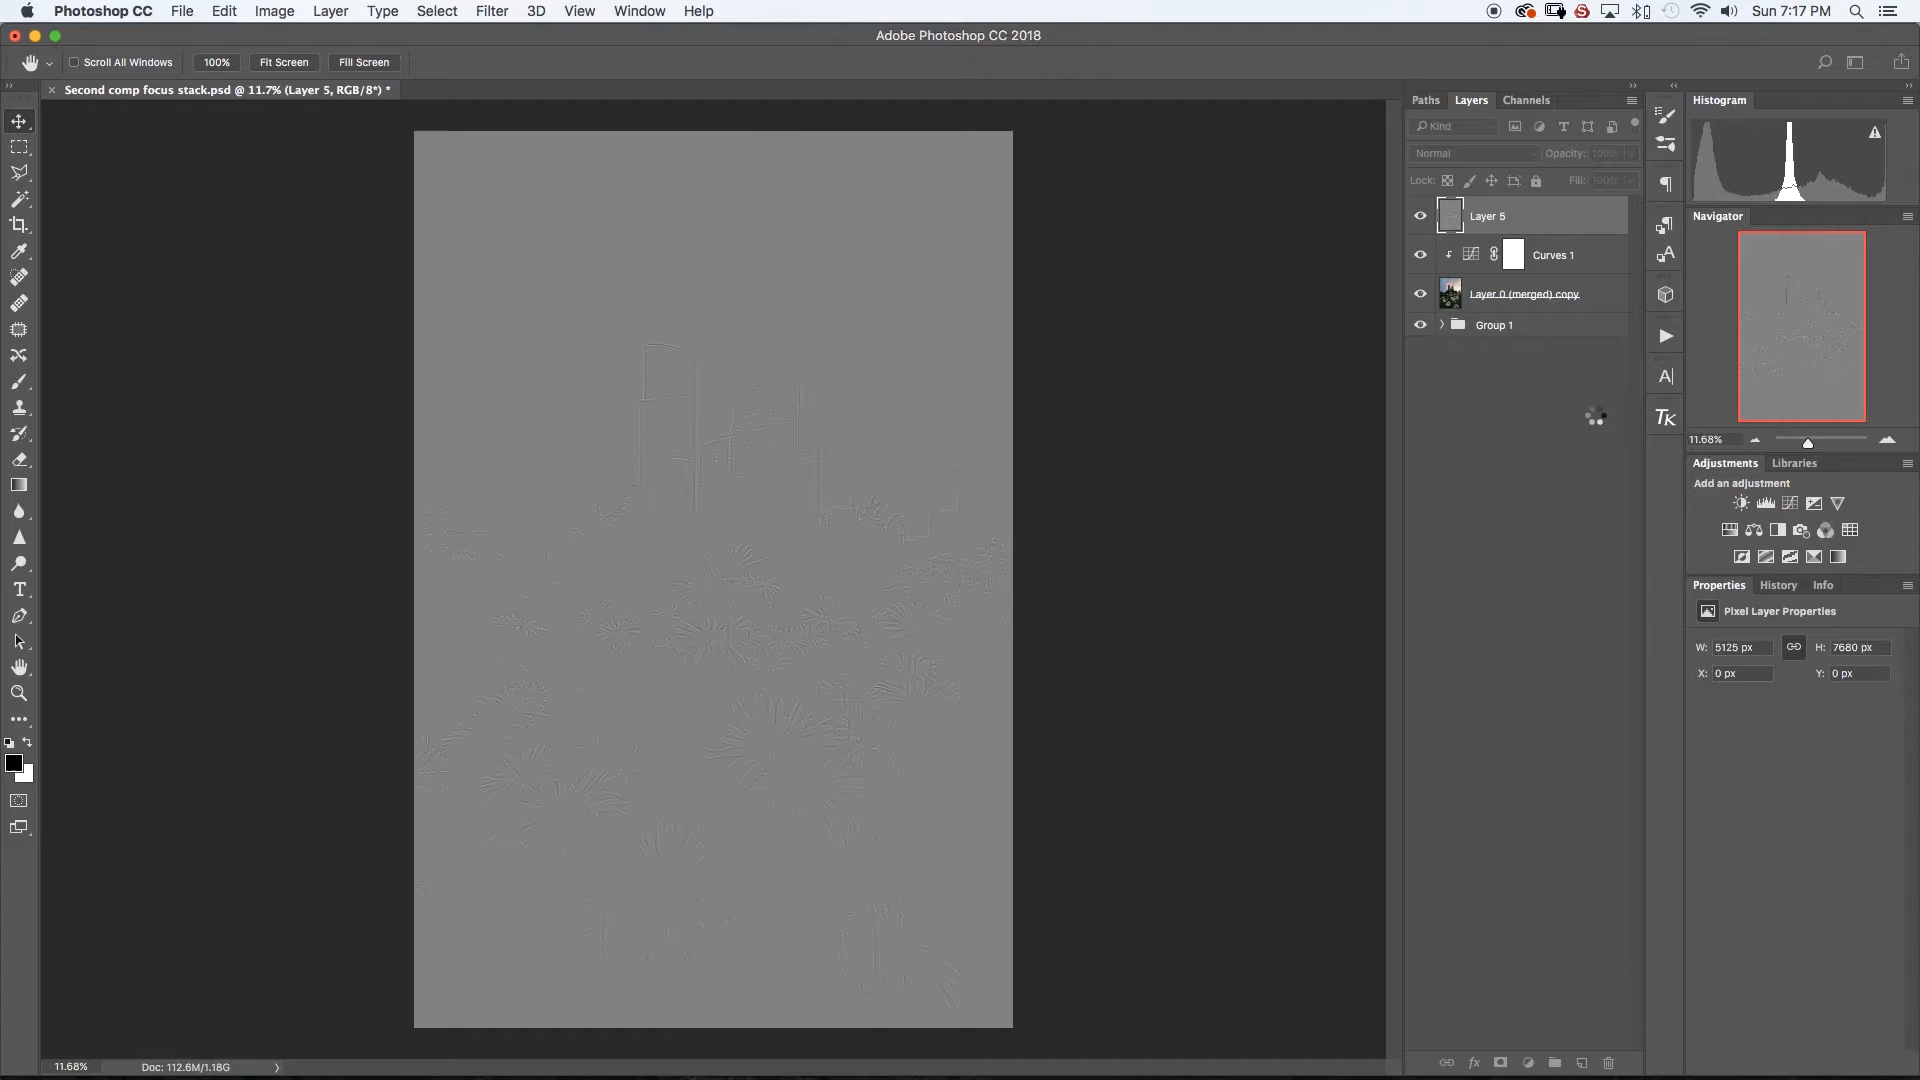 Photoshop CC File Edit Image Layer Type Select Filter 3D View Window Help Sun 7:17 PM
Adobe Photoshop CC 2018
Scroll All Windows 100% Fit Screen Fill Screen
× Second comp focus stack.psd @ 11.7% (Layer 5, RGB/8*) *
Paths Layers Channels
Kind
Normal Opacity: 100%
Lock: Fill: 100%
Layer 5
Curves 1
Layer 0 (merged) copy
Group 1
A|
TK
Histogram
Navigator
11.68%
Adjustments Libraries
Add an adjustment
Properties History Info
Pixel Layer Properties
W: 5125 px H: 7680 px
X: 0 px Y: 0 px
11.68% Doc: 112.6M/1.18G
fx